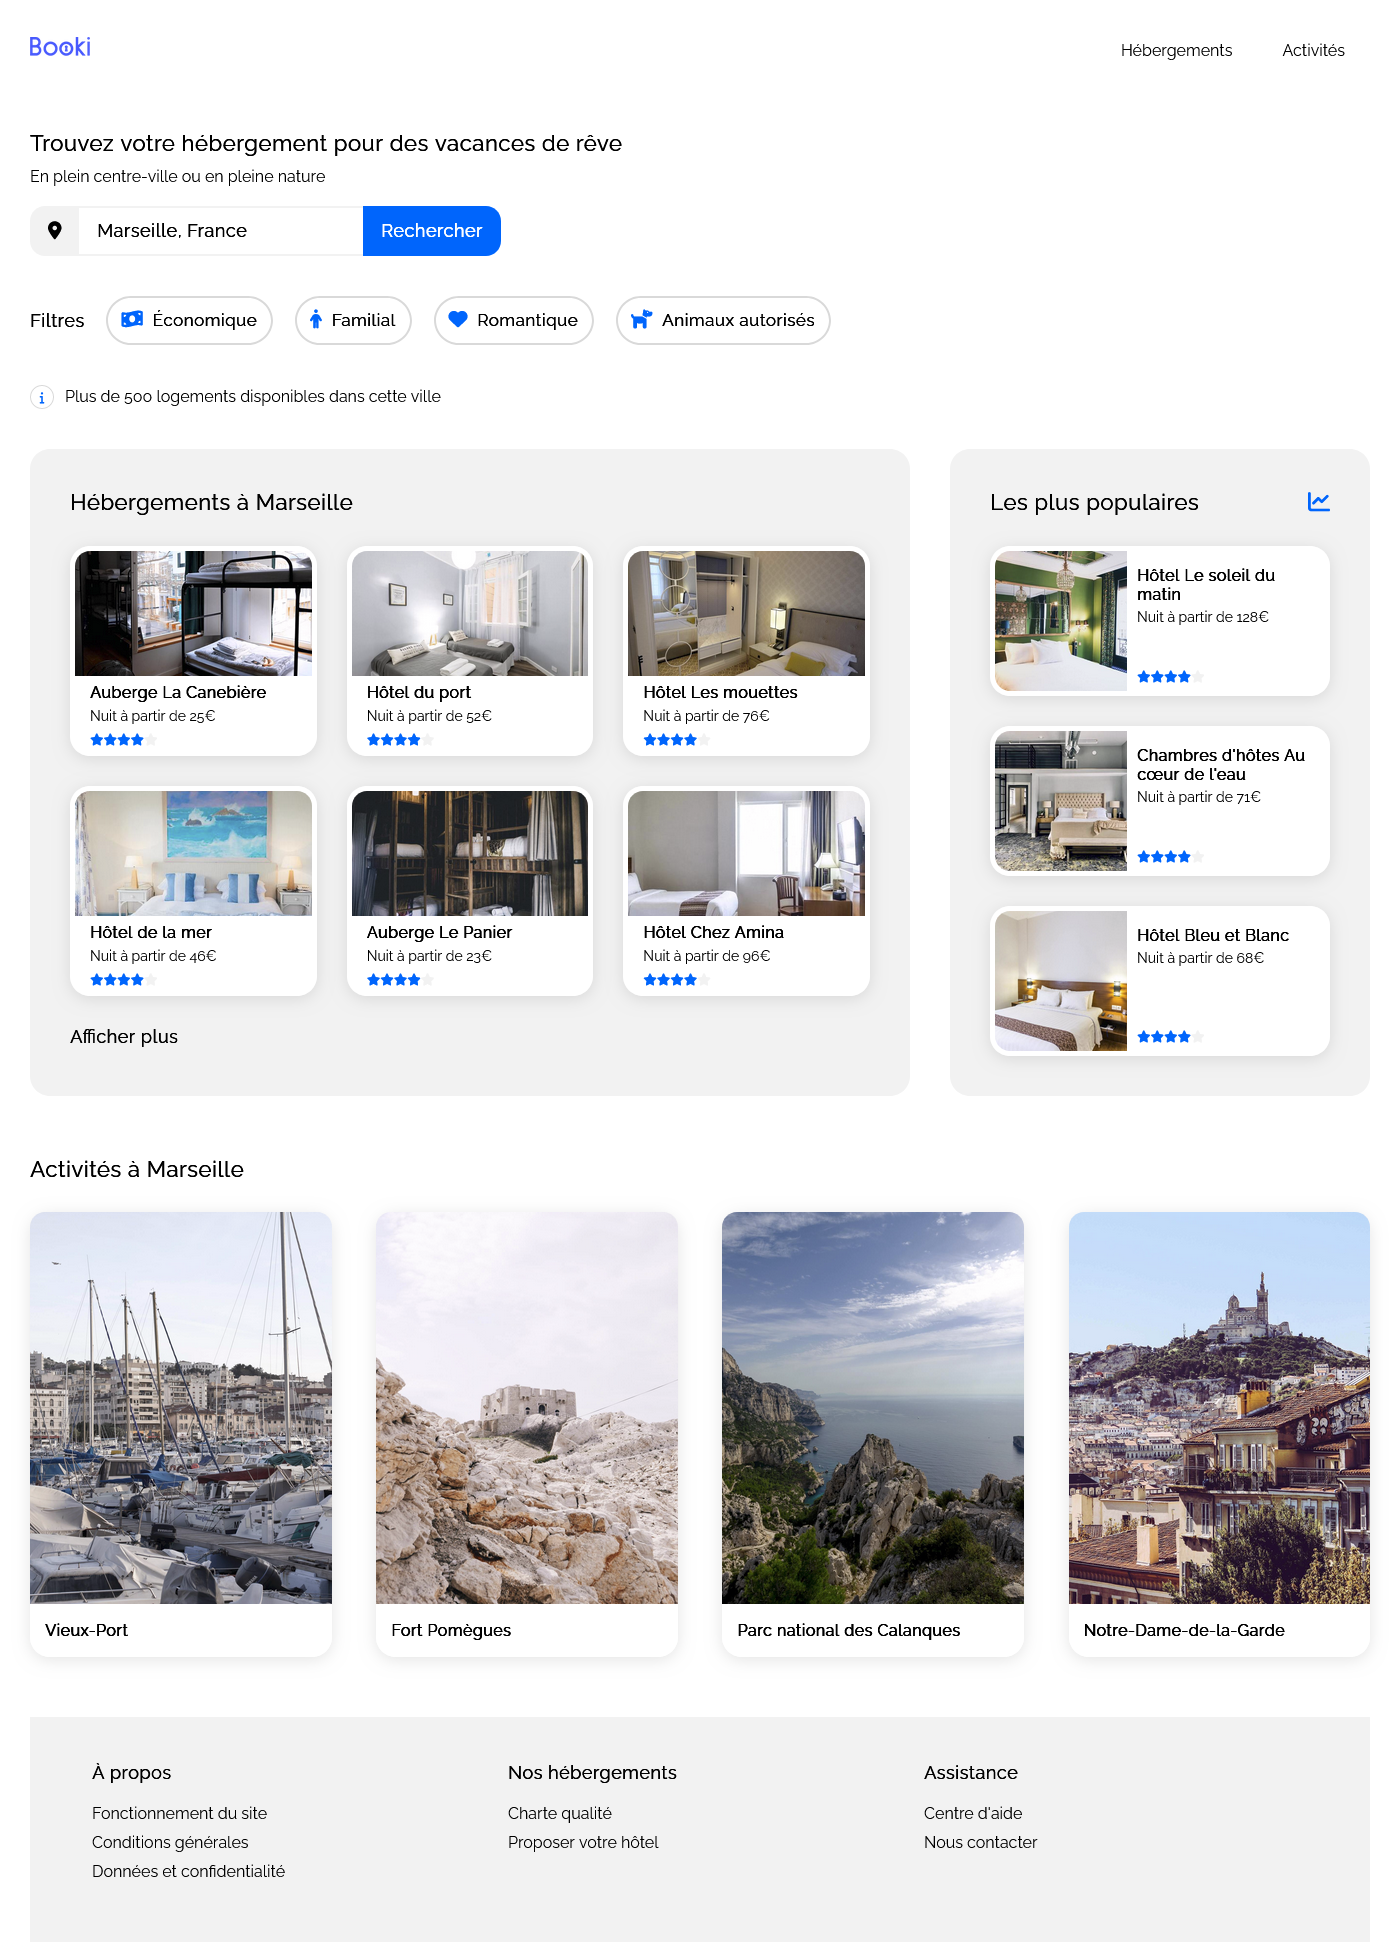 Booki
Hébergements
Activités
Trouvez votre hébergement pour des vacances de rêve
En plein centre-ville ou en pleine nature
Marseille, France
Rechercher
Filtres
Économique
Familial
Romantique
Animaux autorisés
Plus de 500 logements disponibles dans cette ville
Hébergements à Marseille
Auberge La Canebière
Nuit à partir de 25€
Hôtel du port
Nuit à partir de 52€
Hôtel Les mouettes
Nuit à partir de 76€
Hôtel de la mer
Nuit à partir de 46€
Auberge Le Panier
Nuit à partir de 23€
Hôtel Chez Amina
Nuit à partir de 96€
Afficher plus
Les plus populaires
Hôtel Le soleil du
matin
Nuit à partir de 128€
Chambres d'hôtes Au
cœur de l'eau
Nuit à partir de 71€
Hôtel Bleu et Blanc
Nuit à partir de 68€
Activités à Marseille
Vieux-Port
Fort Pomègues
Parc national des Calanques
Notre-Dame-de-la-Garde
À propos
Fonctionnement du site
Conditions générales
Données et confidentialité
Nos hébergements
Charte qualité
Proposer votre hôtel
Assistance
Centre d'aide
Nous contacter